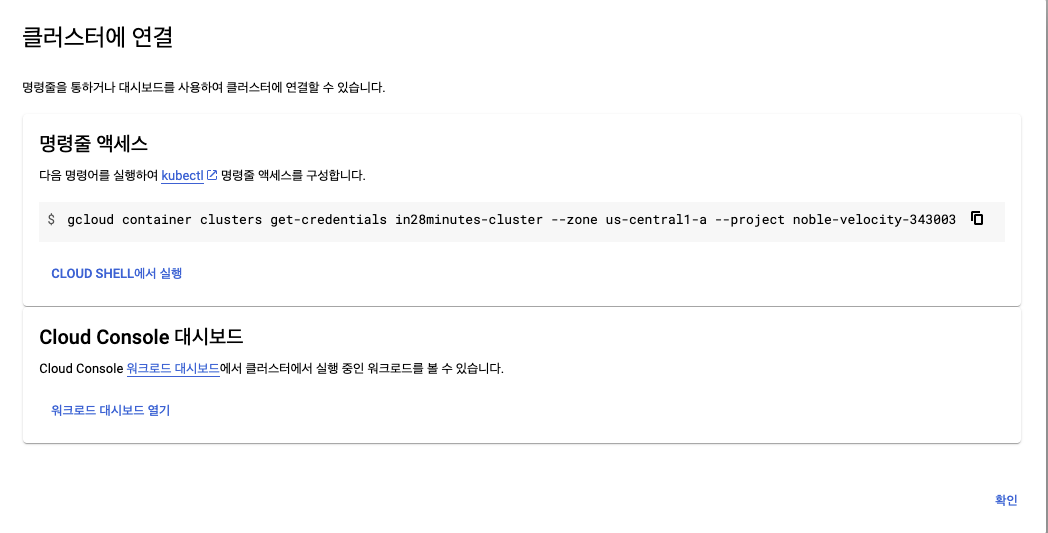 클러스터에 연결
명령줄을 통하거나 대시보드를 사용하여 클러스터에 연결할 수 있습니다.
명령줄 액세스
다음 명령어를 실행하여 kubectl 명령줄 액세스를 구성합니다.
$ gcloud container clusters get-credentials in28minutes-cluster --zone us-central1-a --project noble-velocity-343003
CLOUD SHELL에서 실행
Cloud Console 대시보드
Cloud Console 워크로드 대시보드에서 클러스터에서 실행 중인 워크로드를 볼 수 있습니다.
워크로드 대시보드 열기
확인